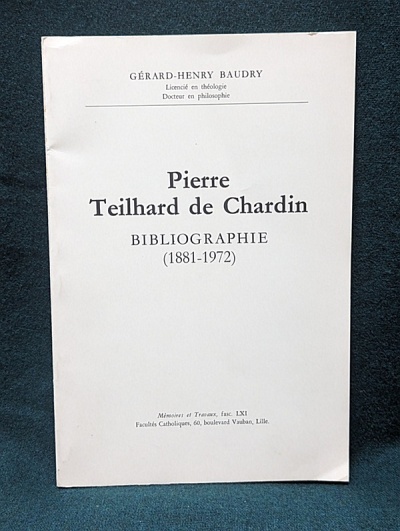 GÉRARD-HENRY BAUDRY
Licencié en théologie
Docteur en philosophie
Pierre
Teilhard de Chardin
BIBLIOGRAPHIE
(1881-1972)
Mémoires et Travaux, fasc. LXI
Facultés Catholiques, 60, boulevard Vauban, Lille.